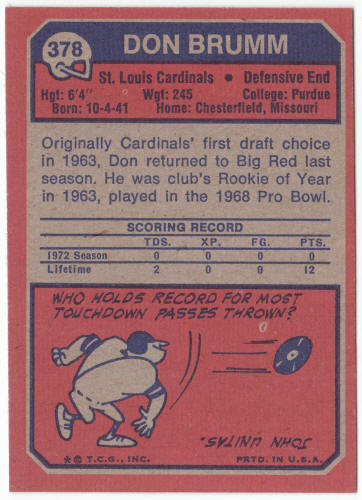 378
DON BRUMM
St. Louis Cardinals • Defensive End
Hgt: 6'4" Wgt: 245 College: Purdue
Born: 10-4-41 Home: Chesterfield, Missouri
Originally Cardinals' first draft choice
in 1963, Don returned to Big Red last
season. He was club's Rookie of Year
in 1963, played in the 1968 Pro Bowl.
SCORING RECORD
TDS. XP. FG. PTS.
1972 Season 0 0 0 0
Lifetime 2 0 0 12
WHO HOLDS RECORD FOR MOST
TOUCHDOWN PASSES THROWN?
JOHN UNITAS.
* © T.C.G., INC. PRTD. IN U.S.A.